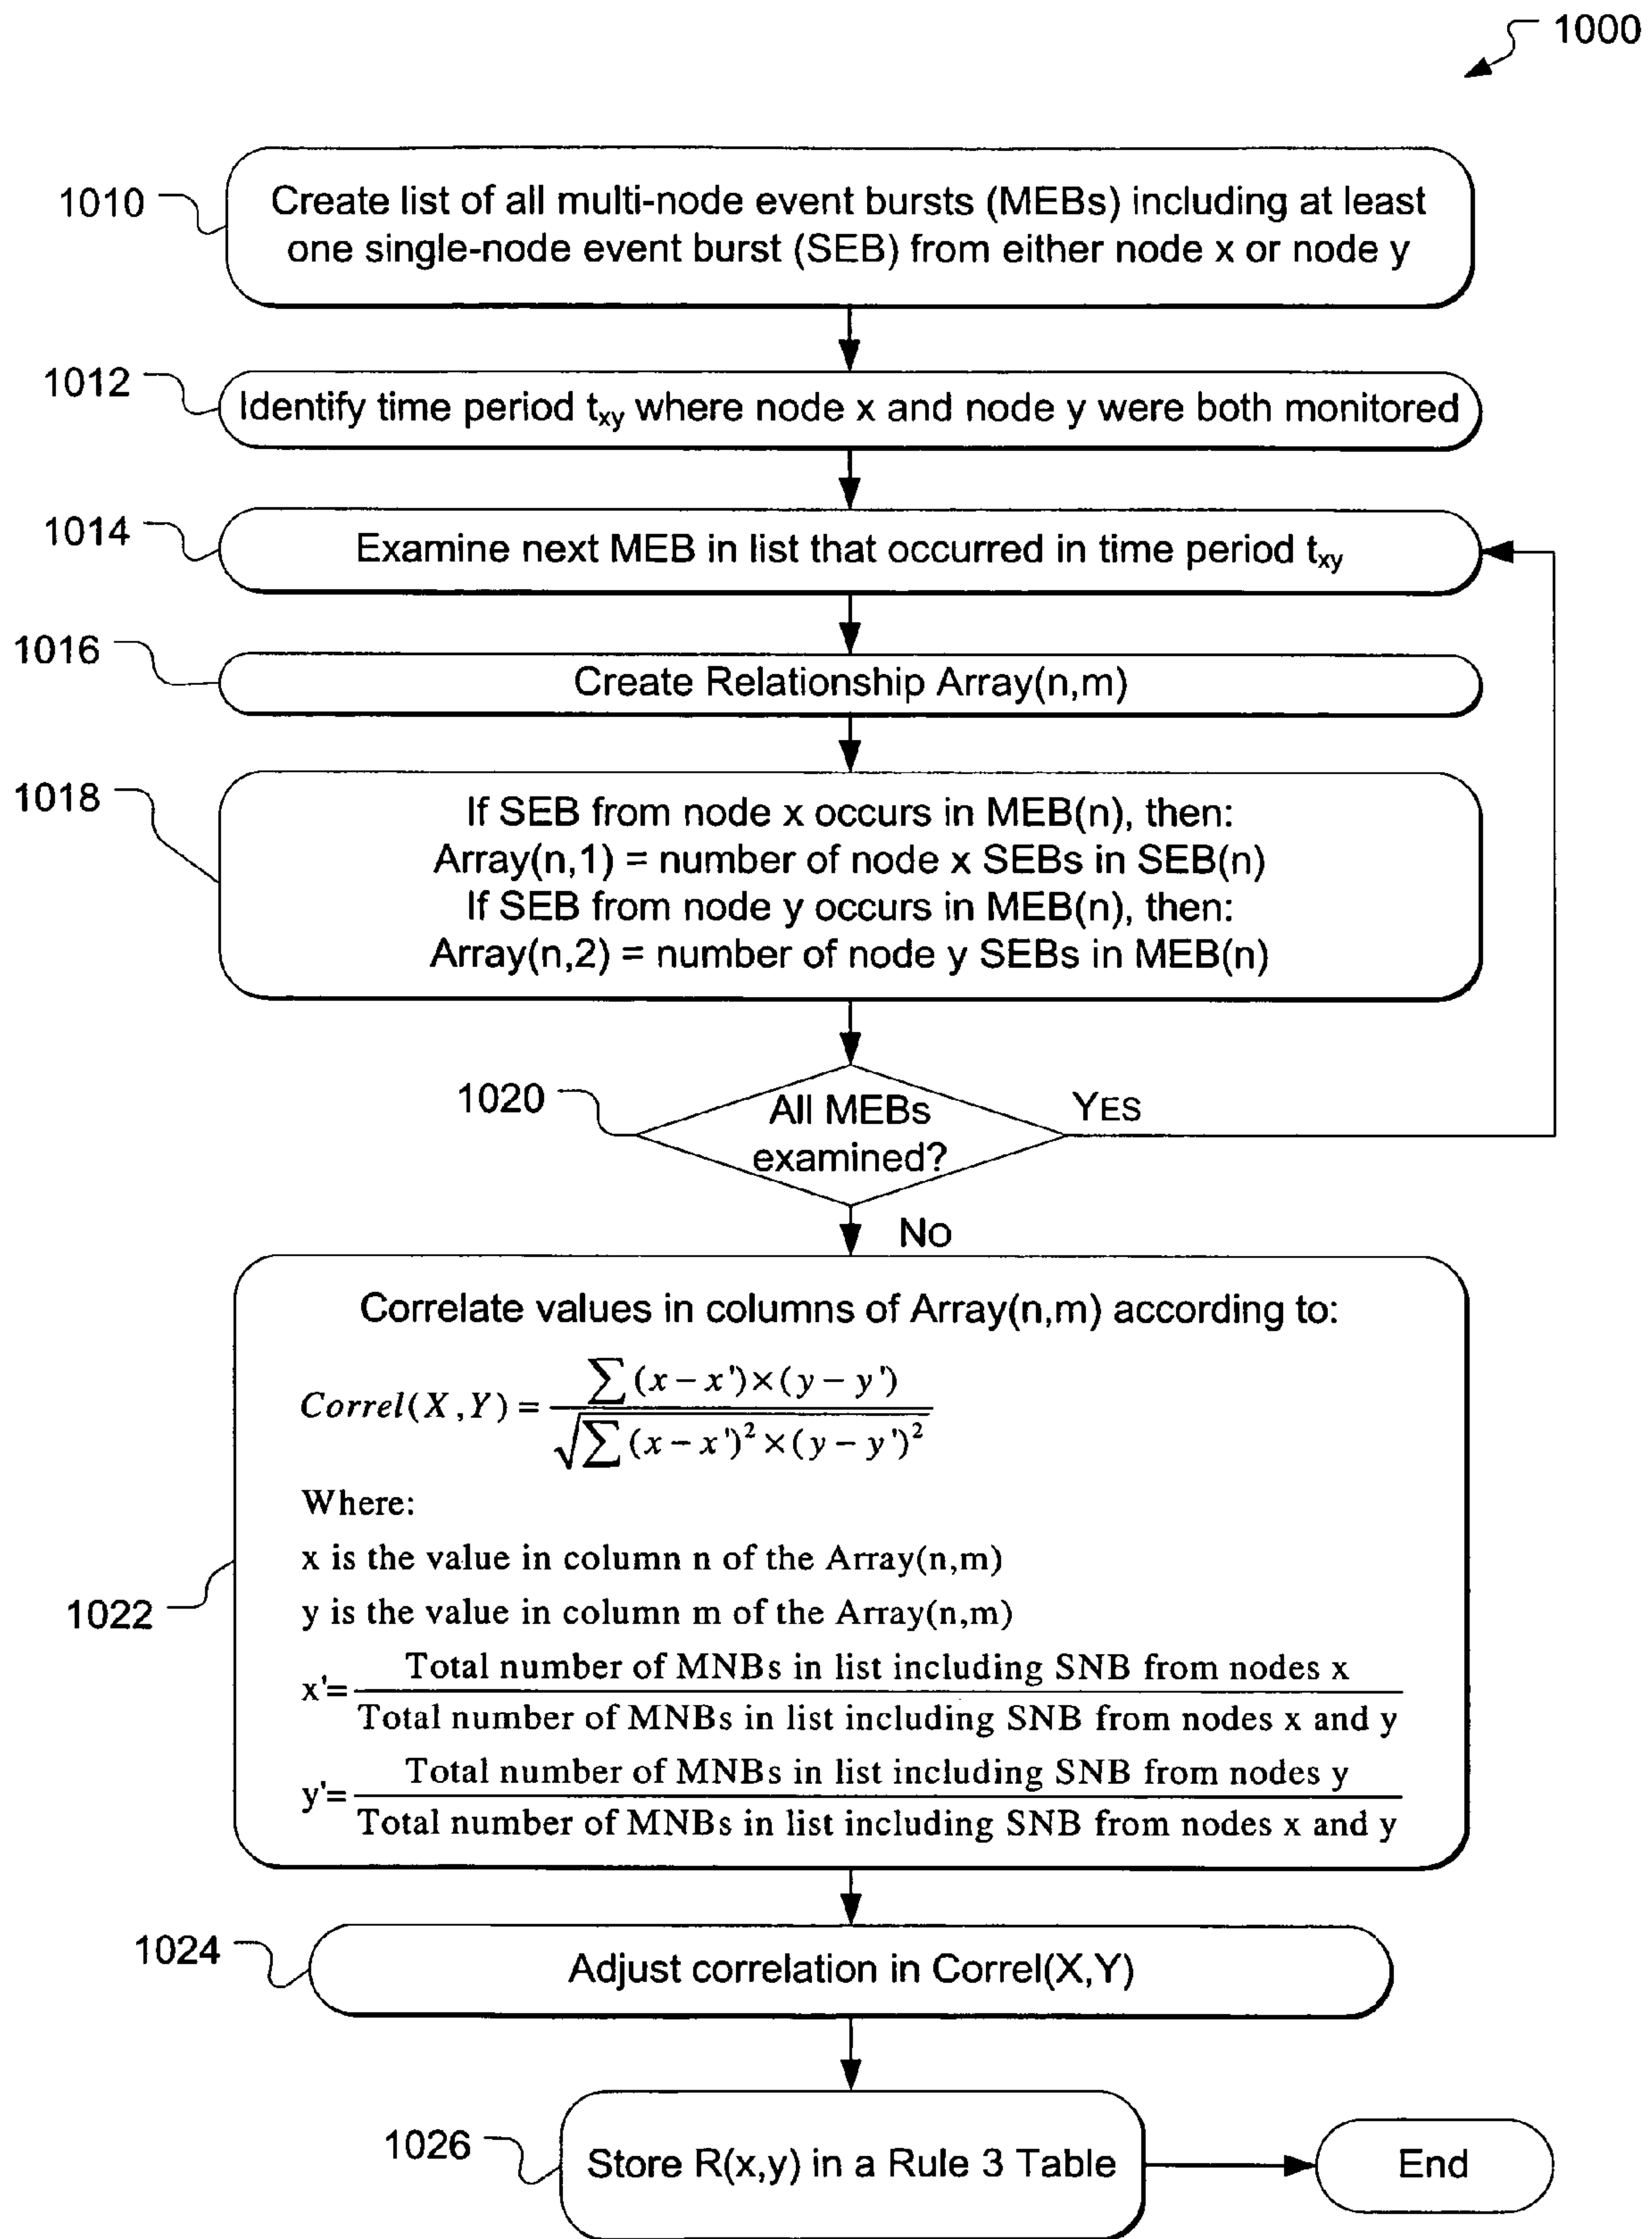 1000
1010
Create list of all multi-node event bursts (MEBs) including at least
one single-node event burst (SEB) from either node x or node y
1012
Identify time period t_xy where node x and node y were both monitored
1014
Examine next MEB in list that occurred in time period t_xy
1016
Create Relationship Array(n,m)
1018
If SEB from node x occurs in MEB(n), then:
Array(n,1) = number of node x SEBs in SEB(n)
If SEB from node y occurs in MEB(n), then:
Array(n,2) = number of node y SEBs in MEB(n)
1020
All MEBs
examined?
YES
NO
1022
Correlate values in columns of Array(n,m) according to:
Correl(X,Y) = ∑(x-x')×(y-y') / √∑(x-x')²×(y-y')²
Where:
x is the value in column n of the Array(n,m)
y is the value in column m of the Array(n,m)
x'= Total number of MNBs in list including SNB from nodes x
Total number of MNBs in list including SNB from nodes x and y
y'= Total number of MNBs in list including SNB from nodes y
Total number of MNBs in list including SNB from nodes x and y
1024
Adjust correlation in Correl(X,Y)
1026
Store R(x,y) in a Rule 3 Table
End